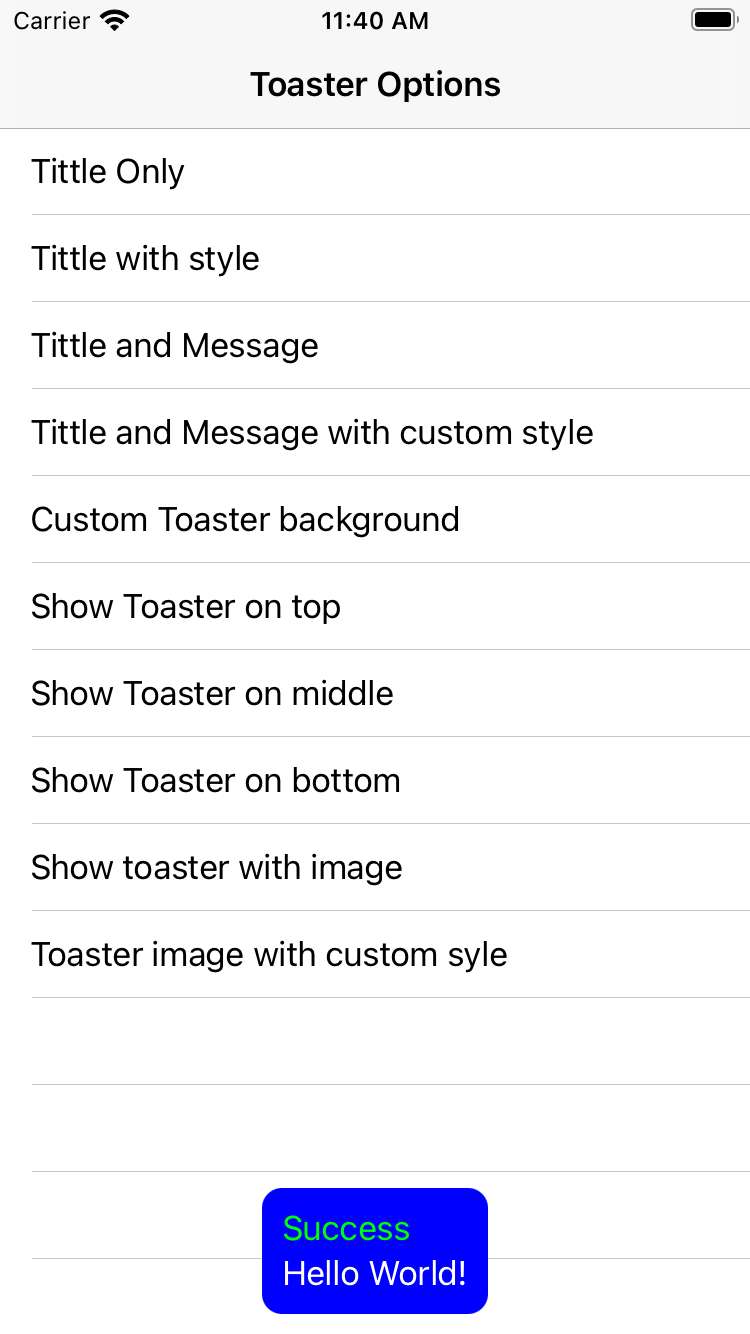 Carrier 11:40 AM
Toaster Options
Tittle Only
Tittle with style
Tittle and Message
Tittle and Message with custom style
Custom Toaster background
Show Toaster on top
Show Toaster on middle
Show Toaster on bottom
Show toaster with image
Toaster image with custom syle
Success
Hello World!